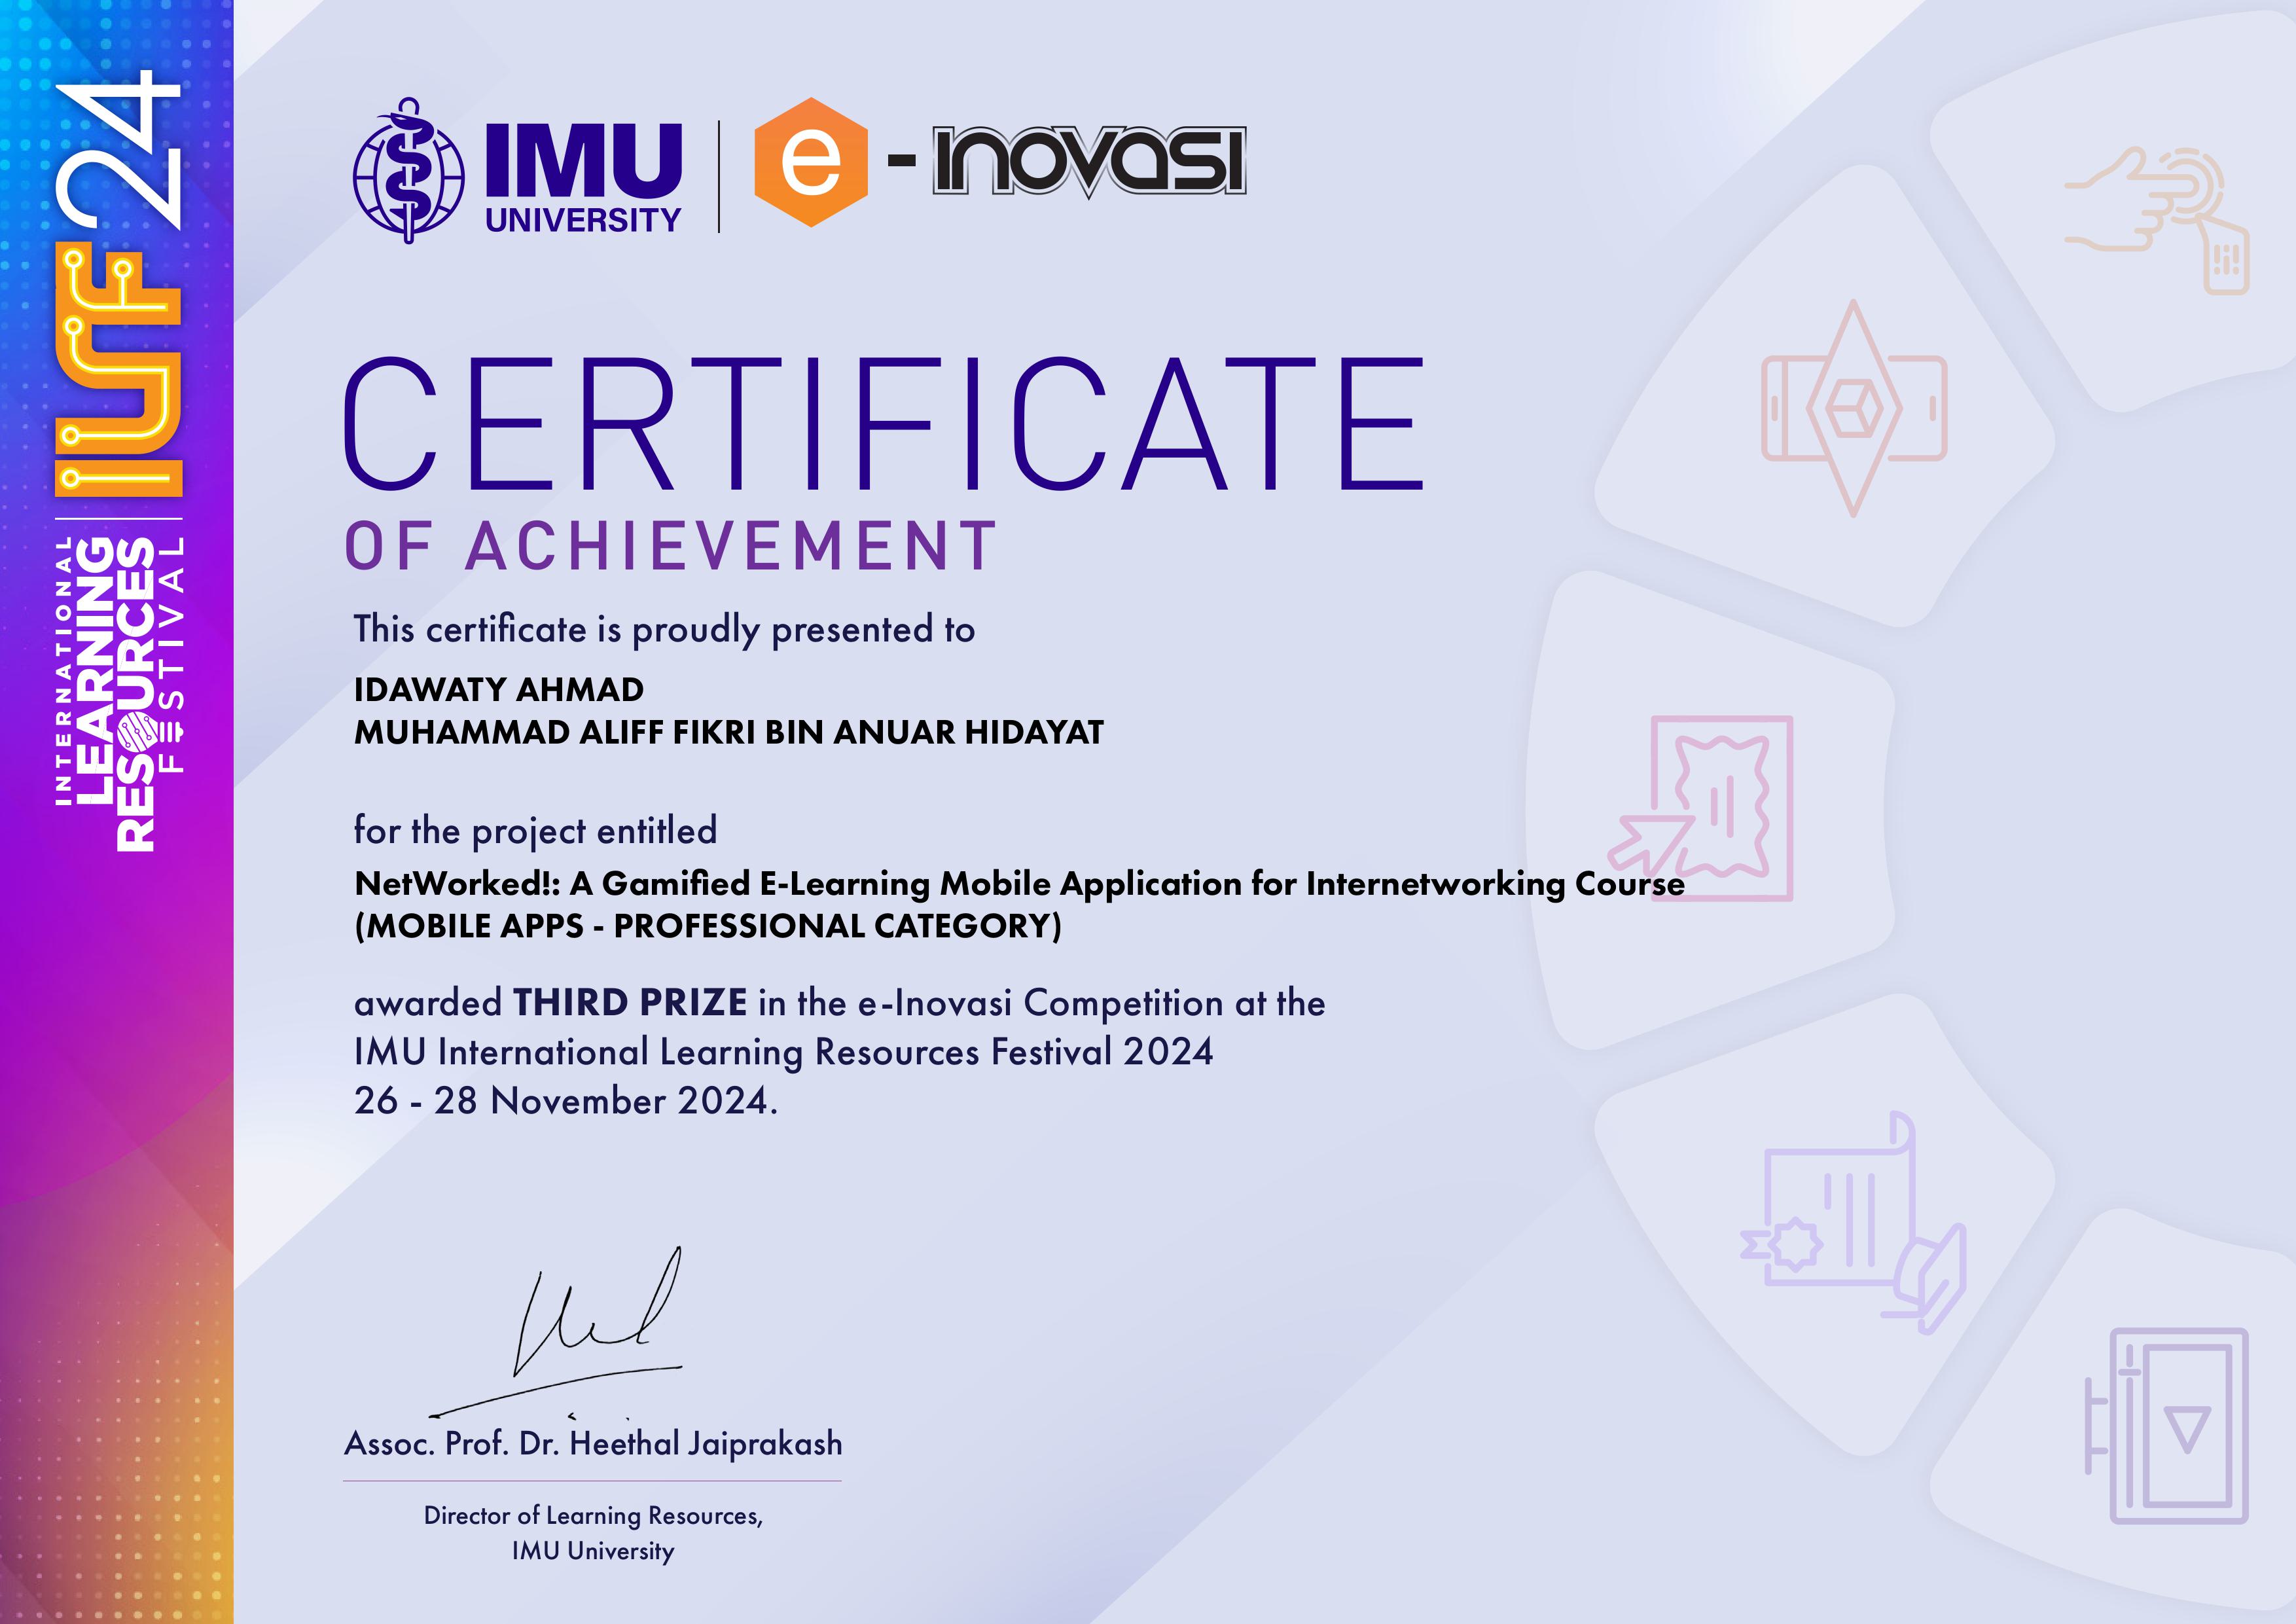 ILRF 24
INTERNATIONAL
LEARNING
RESOURCES
FESTIVAL
IMU
UNIVERSITY
e - INOVASI
CERTIFICATE
OF ACHIEVEMENT
This certificate is proudly presented to
IDAWATY AHMAD
MUHAMMAD ALIFF FIKRI BIN ANUAR HIDAYAT
for the project entitled
NetWorked!: A Gamified E-Learning Mobile Application for Internetworking Course
(MOBILE APPS - PROFESSIONAL CATEGORY)
awarded THIRD PRIZE in the e-Inovasi Competition at the
IMU International Learning Resources Festival 2024
26 - 28 November 2024.
Assoc. Prof. Dr. Heethal Jaiprakash
Director of Learning Resources,
IMU University